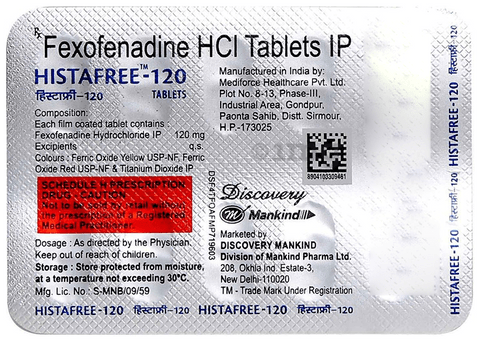 Rx
Fexofenadine HCl Tablets IP
HISTAFREE™-120
हिस्टाफ्री-120 TABLETS
Composition:
Each film coated tablet contains :
Fexofenadine Hydrochloride IP 120 mg
Excipients q.s.
Colours : Ferric Oxide Yellow USP-NF, Ferric
Oxide Red USP-NF & Titanium Dioxide IP
SCHEDULE H PRESCRIPTION
DRUG - CAUTION
Not to be sold by retail without
the prescription of a Registered
Medical Practitioner.
Dosage : As directed by the Physician.
Keep out of reach of children.
Storage : Store protected from moisture,
at a temperature not exceeding 30°C.
Mfg. Lic. No. : S-MNB/09/59
Manufactured in India by:
Mediforce Healthcare Pvt. Ltd.
Plot No. 8-13, Phase-III,
Industrial Area, Gondpur,
Paonta Sahib, Distt. Sirmour,
H.P.-173025
8904103309461
DSFATFOAFMIP719603
Discovery
M Mankind
Marketed by
DISCOVERY MANKIND
Division of Mankind Pharma Ltd.
208, Okhla Ind. Estate-3,
New Delhi-110020
TM - Trade Mark Under Registration
HISTAFREE-120 हिस्टाफ्री-120 HISTAFREE-120 हिस्टाफ्री-120
HISTAFREE-120 हिस्टाफ्री-120 HISTAFREE-120 हिस्टाफ्री-120